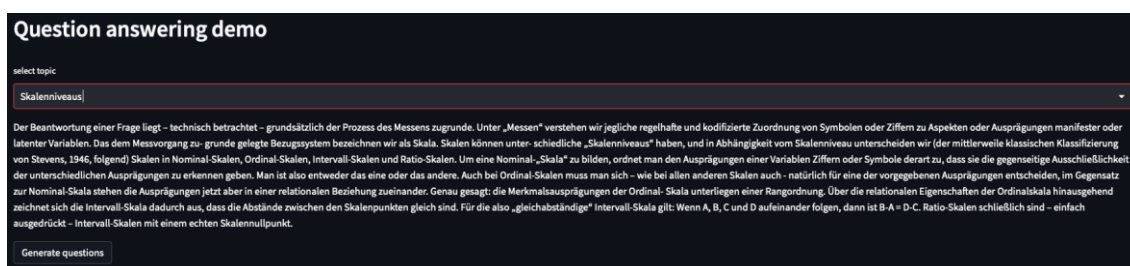 Question answering demo
select topic
Skalenniveaus
Der Beantwortung einer Frage liegt – technisch betrachtet – grundsätzlich der Prozess des Messens zugrunde. Unter „Messen“ verstehen wir jegliche regelhafte und kodifizierte Zuordnung von Symbolen oder Ziffern zu Aspekten oder Ausprägungen manifester oder
latenter Variablen. Das dem Messvorgang zu- grunde gelegte Bezugssystem bezeichnen wir als Skala. Skalen können unter- schiedliche „Skalenniveaus“ haben, und in Abhängigkeit vom Skalenniveau unterscheiden wir (der mittlerweile klassischen Klassifizierung
von Stevens, 1946, folgend) Skalen in Nominal-Skalen, Ordinal-Skalen, Intervall-Skalen und Ratio-Skalen. Um eine Nominal-„Skala“ zu bilden, ordnet man den Ausprägungen einer Variablen Ziffern oder Symbole derart zu, dass sie die gegenseitige Ausschließlichkeit
der unterschiedlichen Ausprägungen zu erkennen geben. Man ist also entweder das eine oder das andere. Auch bei Ordinal-Skalen muss man sich – wie bei allen anderen Skalen auch - natürlich für eine der vorgegebenen Ausprägungen entscheiden, im Gegensatz
zur Nominal-Skala stehen die Ausprägungen jetzt aber in einer relationalen Beziehung zueinander. Genau gesagt: die Merkmalsausprägungen der Ordinal- Skala unterliegen einer Rangordnung. Über die relationalen Eigenschaften der Ordinalskala hinausgehend
zeichnet sich die Intervall-Skala dadurch aus, dass die Abstände zwischen den Skalenpunkten gleich sind. Für die also „gleichabständige“ Intervall-Skala gilt: Wenn A, B, C und D aufeinander folgen, dann ist B-A = D-C. Ratio-Skalen schließlich sind – einfach
ausgedrückt – Intervall-Skalen mit einem echten Skalennullpunkt.
Generate questions